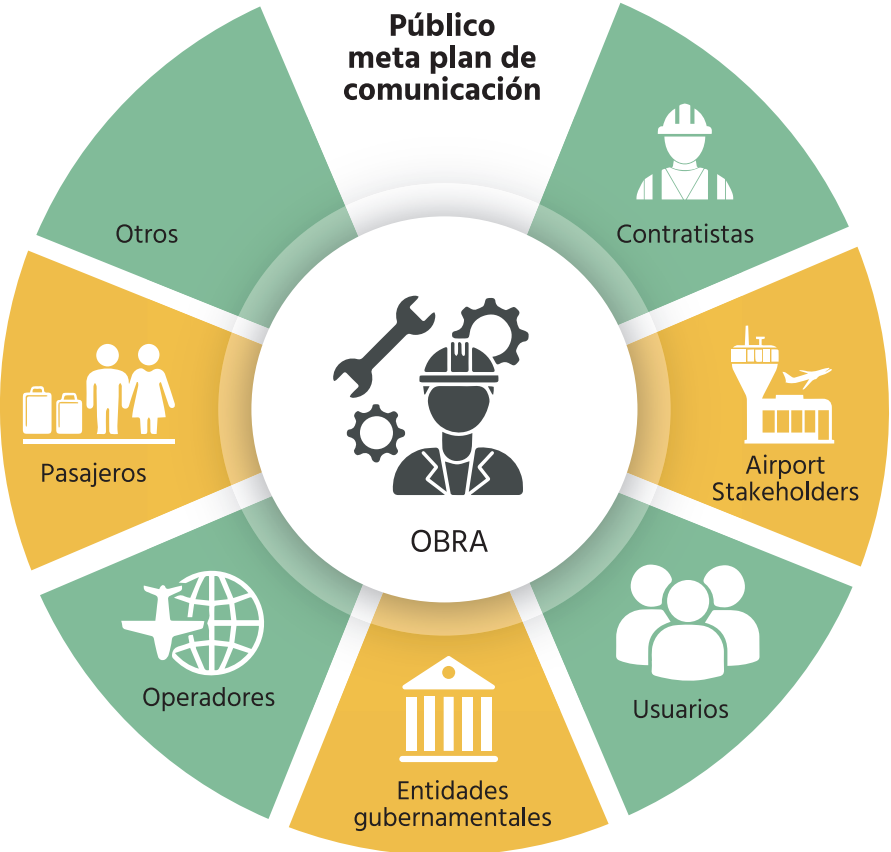 Público
meta plan de
comunicación
Contratistas
Airport
Stakeholders
Usuarios
Entidades
gubernamentales
Operadores
Pasajeros
Otros
OBRA